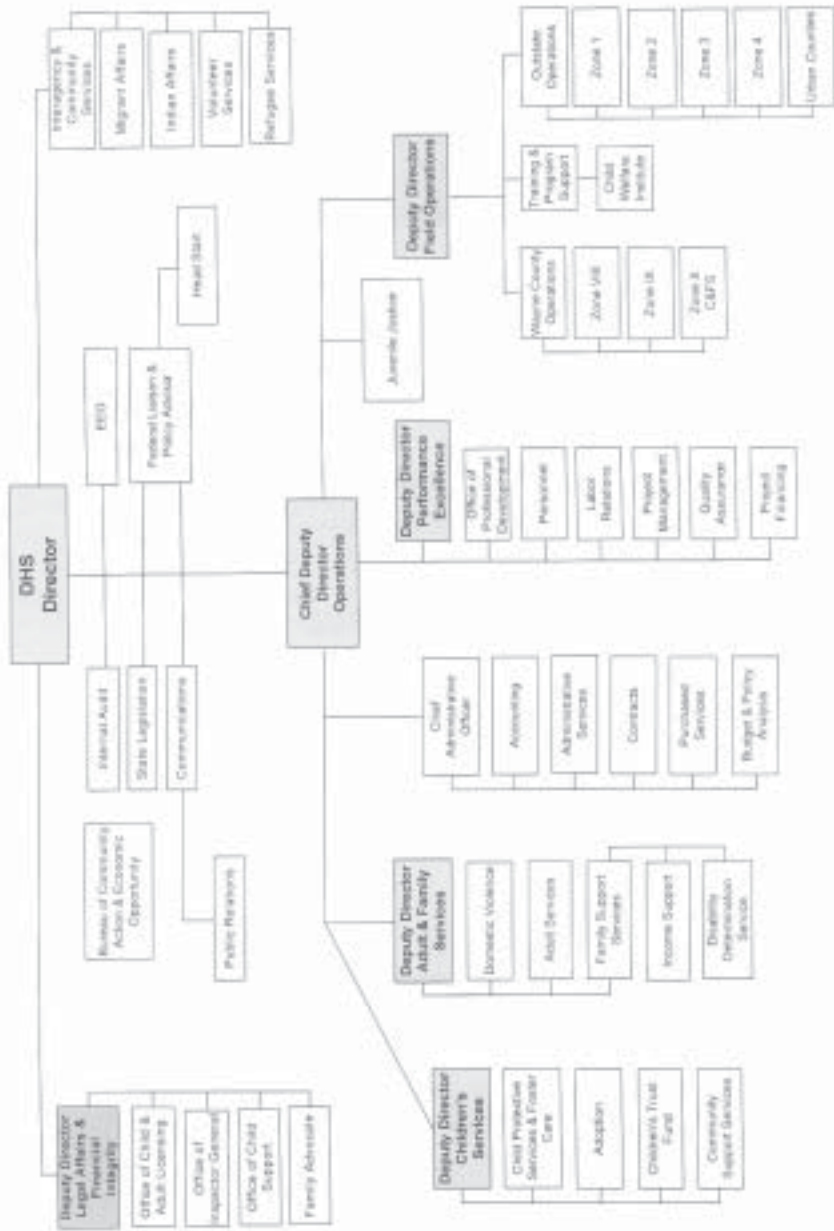 DHS
Director
Deputy Director
Legal Affairs &
Financial
Integrity
Office of Child &
Adult Licensing
Office of
Inspector General
Office of Child
Support
Family Advocate
Bureau of Community
Action & Economic
Opportunity
Internal Audit
State Legislation
Communications
Public Relations
EEO
Federal Liaison &
Policy Advisor
Head Start
Interagency &
Community
Services
Migrant Affairs
Indian Affairs
Volunteer
Services
Refugee Services
Chief Deputy
Director
Operations
Deputy Director
Children's
Services
Child Protective
Services & Foster
Care
Adoption
Children's Trust
Fund
Community
Support Services
Deputy Director
Adult & Family
Services
Domestic Violence
Adult Services
Family Support
Services
Income Support
Disability
Determination
Service
Chief
Administrative
Officer
Accounting
Administrative
Services
Contracts
Purchased
Services
Budget & Policy
Analysis
Deputy Director
Performance
Excellence
Office of
Professional
Development
Personnel
Labor
Relations
Project
Management
Quality
Assurance
Project
Financing
Juvenile Justice
Deputy Director
Field Operations
Wayne County
Operations
Zone VIII
Zone IX
Zone X
C&FS
Training &
Program
Support
Child
Welfare
Institute
Outstate
Operations
Zone 1
Zone 2
Zone 3
Zone 4
Urban Counties